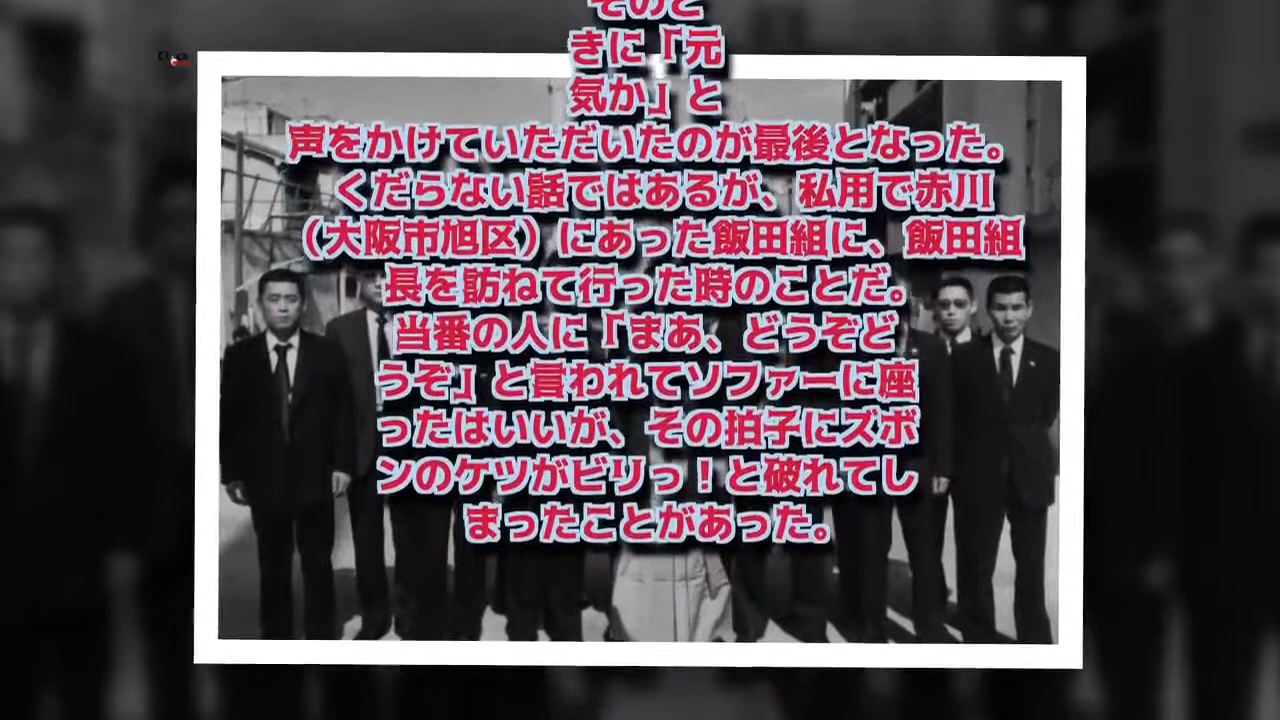 そのと
きに「元
気か」と
声をかけていただいたのが最後となった。
くだらない話ではあるが、私用で赤川
（大阪市旭区）にあった飯田組に、飯田組
長を訪ねて行った時のことだ。
当番の人に「まあ、どうぞど
うぞ」と言われてソファーに座
ったはいいが、その拍子にズボ
ンのケツがビリっ！と破れてし
まったことがあった。